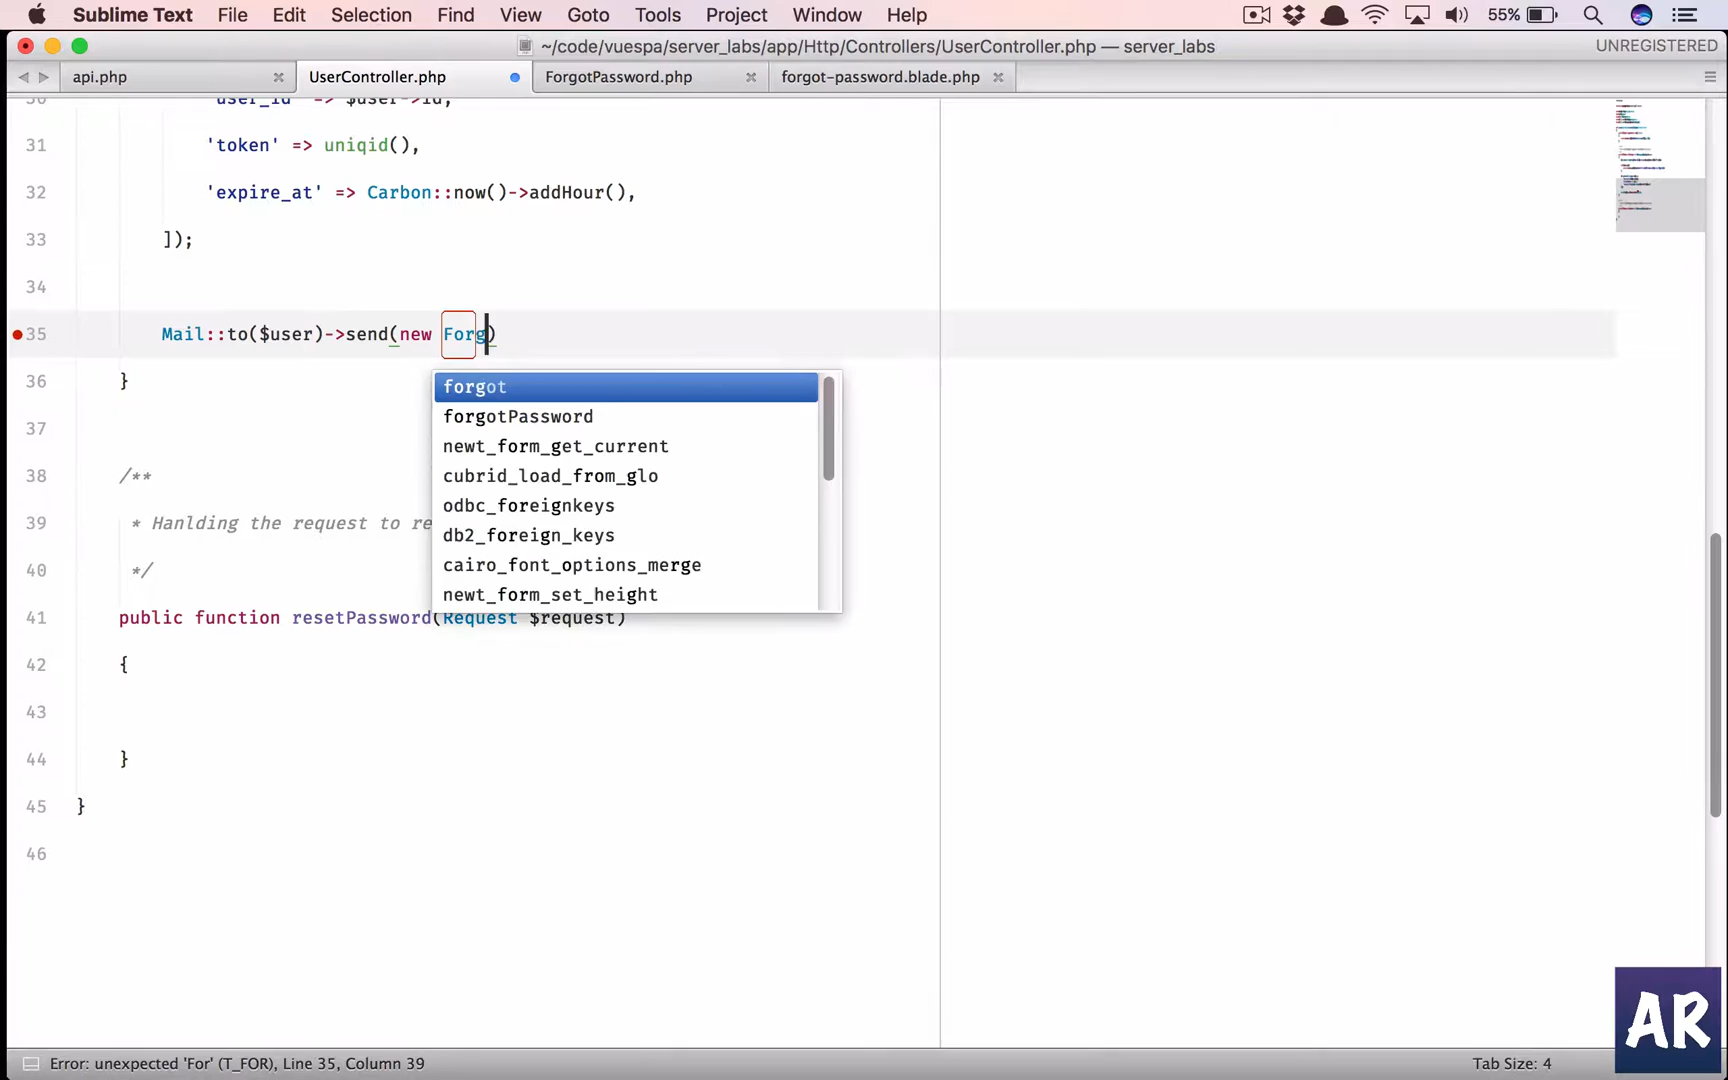 Sublime Text File Edit Selection Find View Goto Tools Project Window Help 55%
~/code/vuespa/server_labs/app/Http/Controllers/UserController.php — server_labs UNREGISTERED
api.php UserController.php ForgotPassword.php forgot-password.blade.php
30 'user_id' => $user->id,
31 'token' => uniqid(),
32 'expire_at' => Carbon::now()->addHour(),
33 ]);
34
35 Mail::to($user)->send(new Forg)
36 }
forgot
37
forgotPassword
newt_form_get_current
38 /**
cubrid_load_from_glo
odbc_foreignkeys
39 * Hanlding the request to re
db2_foreign_keys
40 */
cairo_font_options_merge
newt_form_set_height
41 public function resetPassword(Request $request)
42 {
43
44 }
45 }
46
Error: unexpected 'For' (T_FOR), Line 35, Column 39 Tab Size: 4
AR